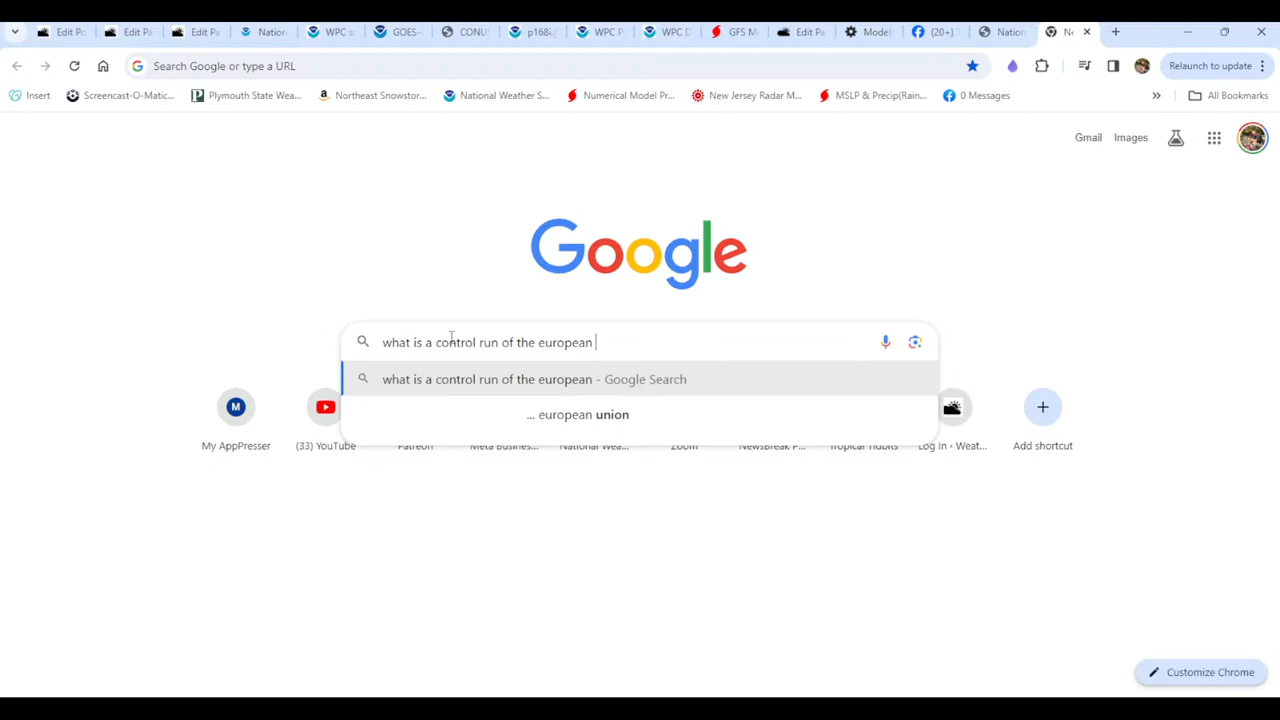 Edit Po
Edit Pa
Edit Pa
Nation
WPC s
GOES-
CONUS
p168i
WPC P
WPC D
GFS M
Edit Pa
Model
(20+)
Nation
Ne
Search Google or type a URL
Relaunch to update
Insert
Screencast-O-Matic...
Plymouth State Wea...
Northeast Snowstor...
National Weather S...
Numerical Model Pr...
New Jersey Radar M...
MSLP & Precip(Rain...
0 Messages
All Bookmarks
Gmail
Images
Google
what is a control run of the european
what is a control run of the european - Google Search
... european union
M
My AppPresser
(33) YouTube
Patreon
Meta Business...
National Wea...
Zoom
NewsBreak P...
Tropical Tidbits
Log In ‹ Weat...
Add shortcut
Customize Chrome